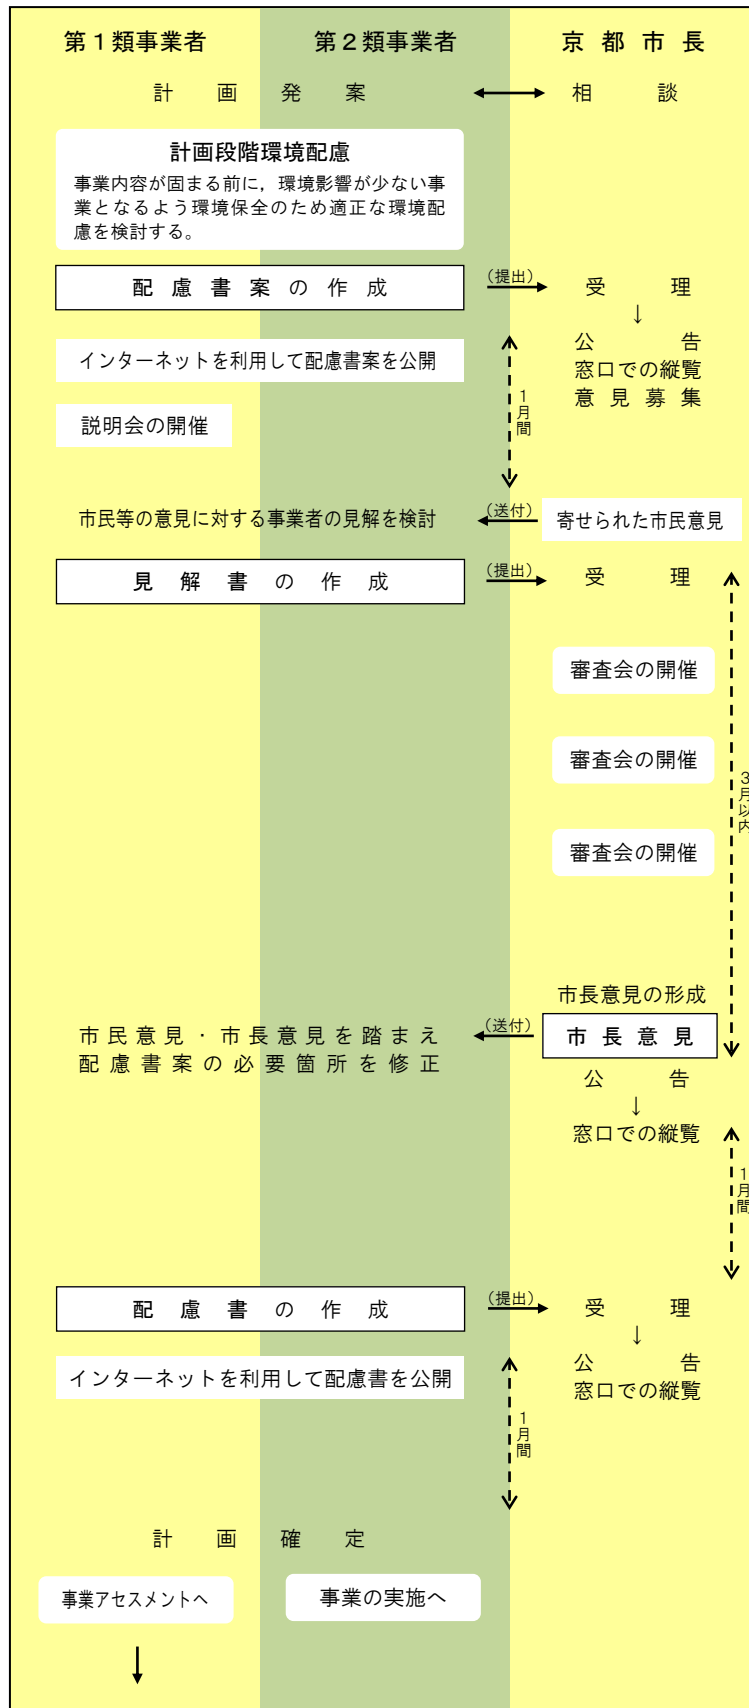 第１類事業者
第２類事業者
京都市長
計画発案
相談
計画段階環境配慮
事業内容が固まる前に，環境影響が少ない事
業となるよう環境保全のため適正な環境配
慮を検討する。
配慮書案の作成
（提出）
受理
↓
公告
インターネットを利用して配慮書案を公開
窓口での縦覧
意見募集
１月間
説明会の開催
市民等の意見に対する事業者の見解を検討
（送付）
寄せられた市民意見
見解書の作成
（提出）
受理
審査会の開催
審査会の開催
３月以内
審査会の開催
市長意見の形成
市民意見・市長意見を踏まえ
配慮書案の必要箇所を修正
（送付）
市長意見
公告
↓
窓口での縦覧
１月間
配慮書の作成
（提出）
受理
↓
公告
インターネットを利用して配慮書を公開
窓口での縦覧
１月間
計画確定
事業アセスメントへ
事業の実施へ